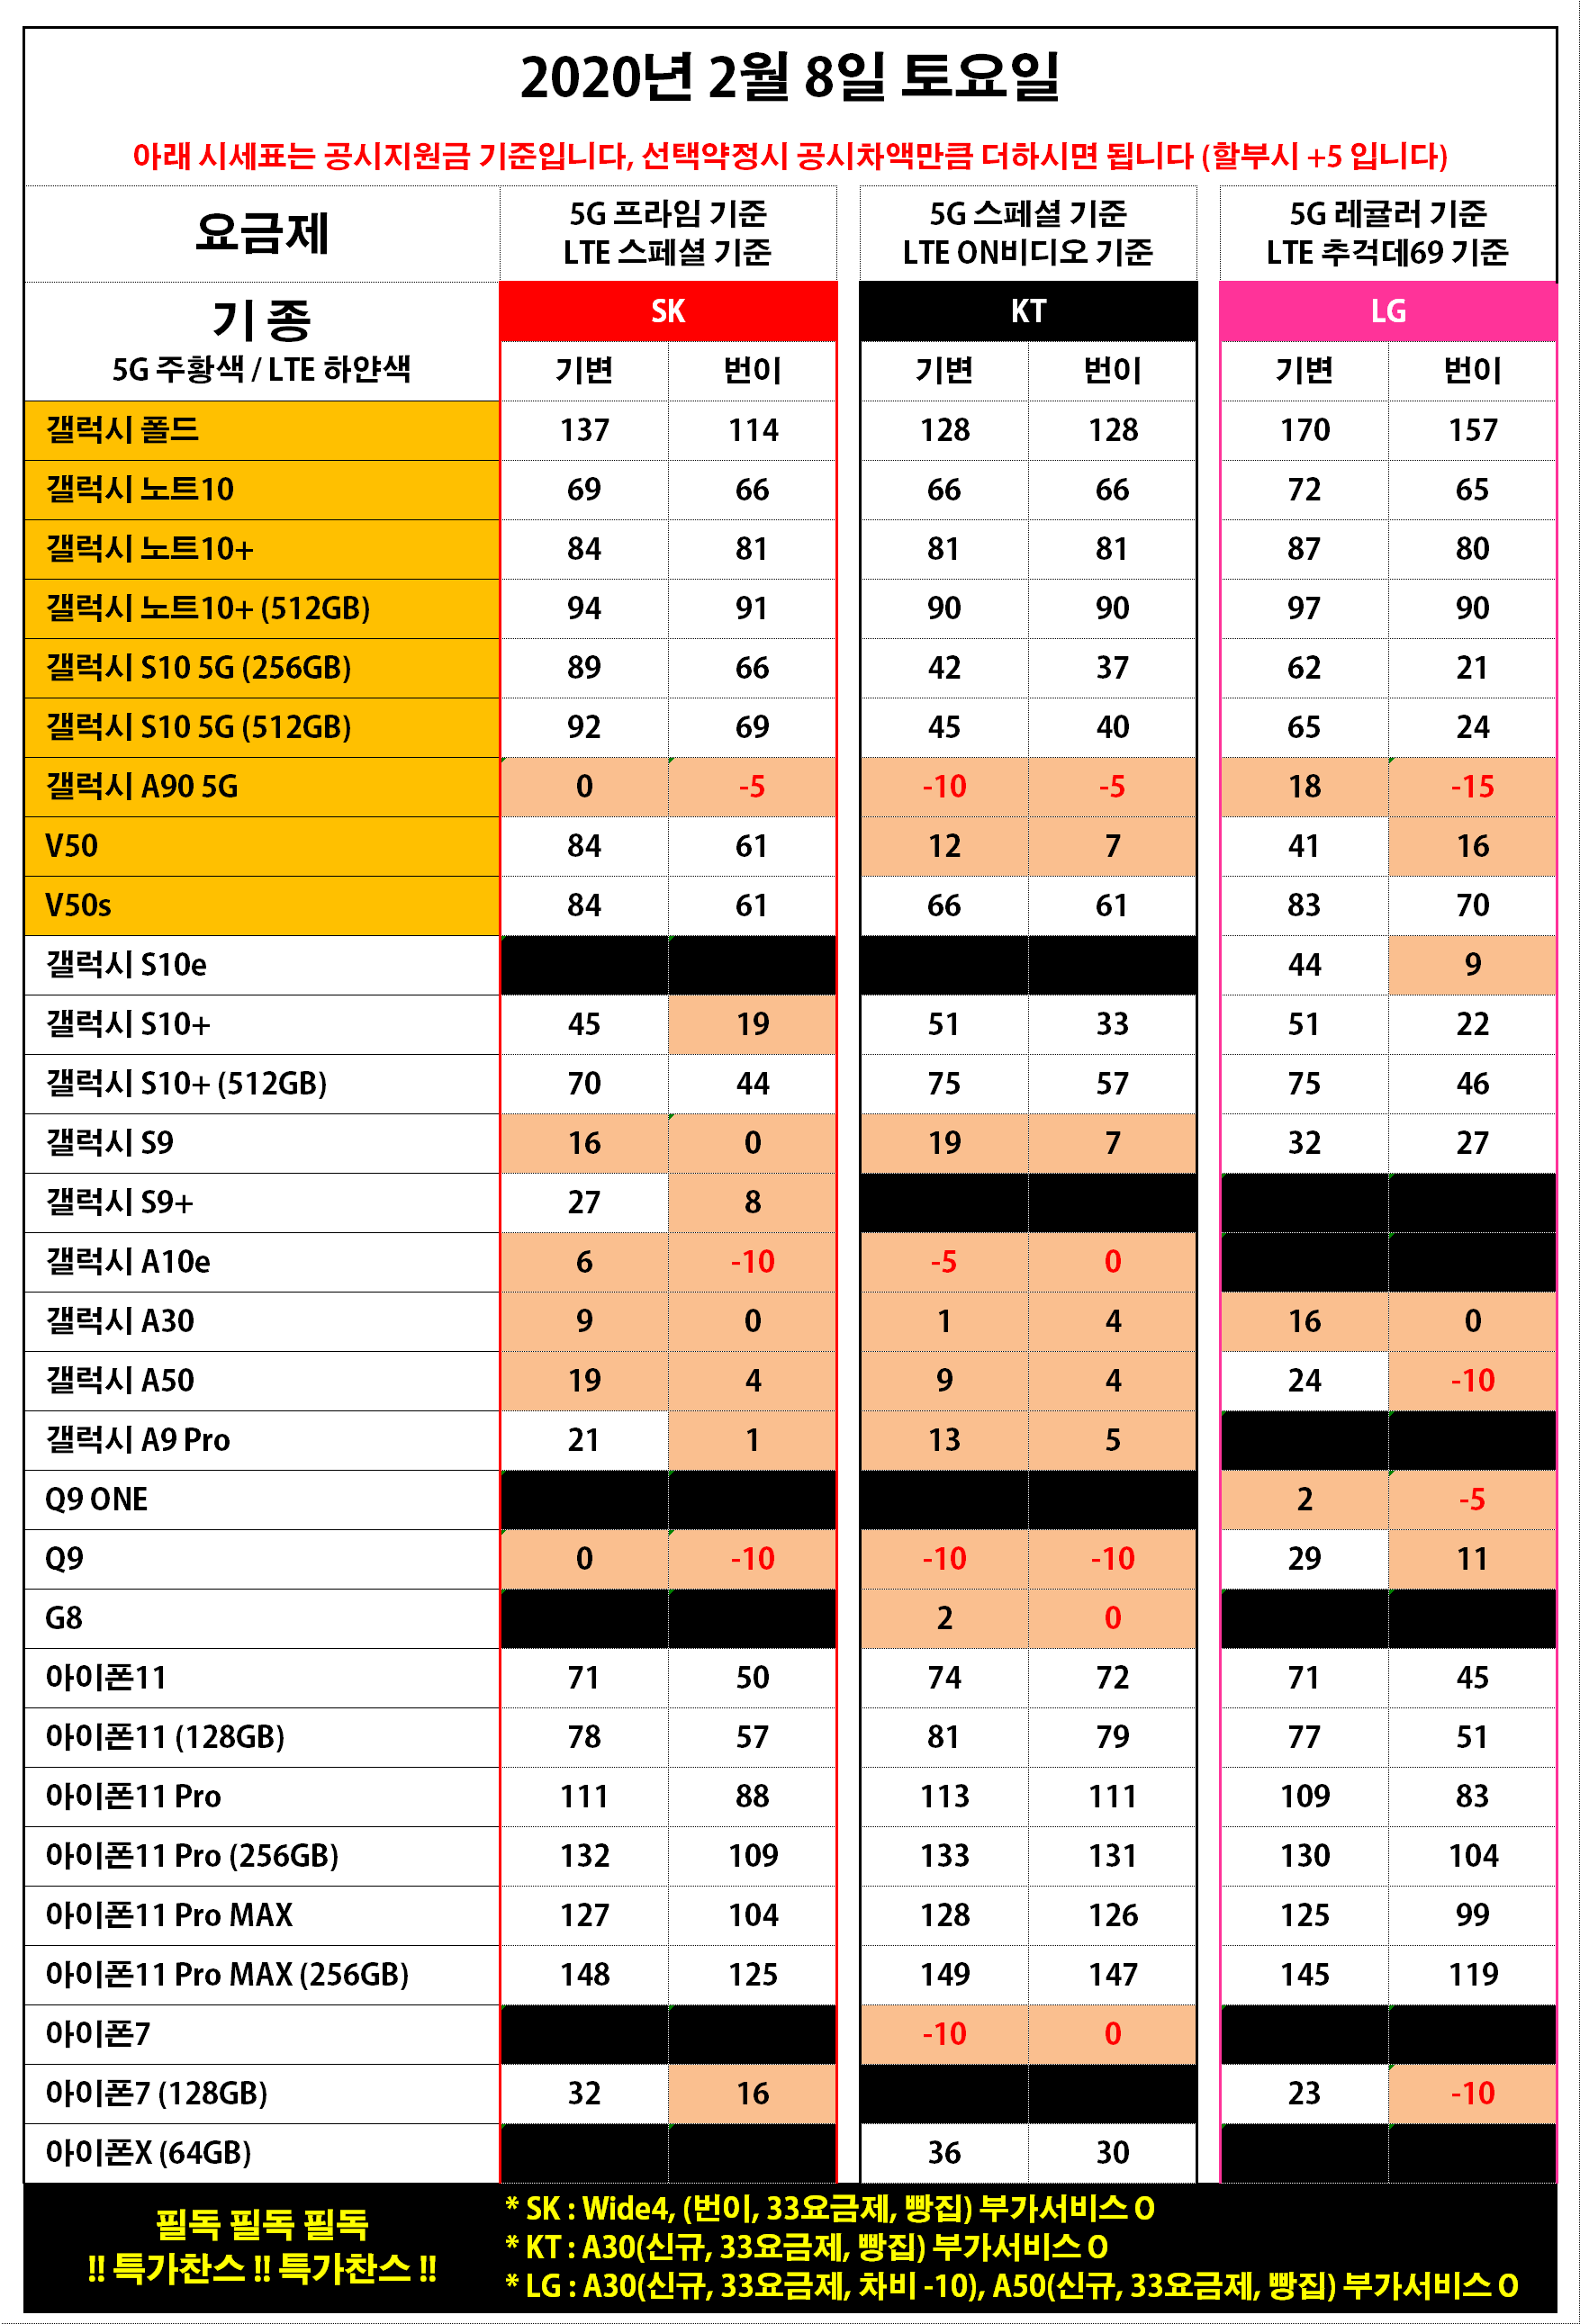 2020년 2월 8일 토요일
아래 시세표는 공시지원금 기준입니다, 선택약정시 공시차액만큼 더하시면 됩니다 (할부시 +5 입니다)
요금제
5G 프라임 기준
LTE 스페셜 기준
5G 스페셜 기준
LTE ON비디오 기준
5G 레귤러 기준
LTE 추걱데69 기준
기 종
5G 주황색 / LTE 하얀색
SK KT LG
기변 번이 기변 번이 기변 번이
갤럭시 폴드 137 114 128 128 170 157
갤럭시 노트10 69 66 66 66 72 65
갤럭시 노트10+ 84 81 81 81 87 80
갤럭시 노트10+ (512GB) 94 91 90 90 97 90
갤럭시 S10 5G (256GB) 89 66 42 37 62 21
갤럭시 S10 5G (512GB) 92 69 45 40 65 24
갤럭시 A90 5G 0 -5 -10 -5 18 -15
V50 84 61 12 7 41 16
V50s 84 61 66 61 83 70
갤럭시 S10e 44 9
갤럭시 S10+ 45 19 51 33 51 22
갤럭시 S10+ (512GB) 70 44 75 57 75 46
갤럭시 S9 16 0 19 7 32 27
갤럭시 S9+ 27 8
갤럭시 A10e 6 -10 -5 0
갤럭시 A30 9 0 1 4 16 0
갤럭시 A50 19 4 9 4 24 -10
갤럭시 A9 Pro 21 1 13 5
Q9 ONE 2 -5
Q9 0 -10 -10 -10 29 11
G8 2 0
아이폰11 71 50 74 72 71 45
아이폰11 (128GB) 78 57 81 79 77 51
아이폰11 Pro 111 88 113 111 109 83
아이폰11 Pro (256GB) 132 109 133 131 130 104
아이폰11 Pro MAX 127 104 128 126 125 99
아이폰11 Pro MAX (256GB) 148 125 149 147 145 119
아이폰7 -10 0
아이폰7 (128GB) 32 16 23 -10
아이폰X (64GB) 36 30
필독 필독 필독
!! 특가찬스 !! 특가찬스 !!
* SK : Wide4, (번이, 33요금제, 빵집) 부가서비스 O
* KT : A30(신규, 33요금제, 빵집) 부가서비스 O
* LG : A30(신규, 33요금제, 차비 -10), A50(신규, 33요금제, 빵집) 부가서비스 O